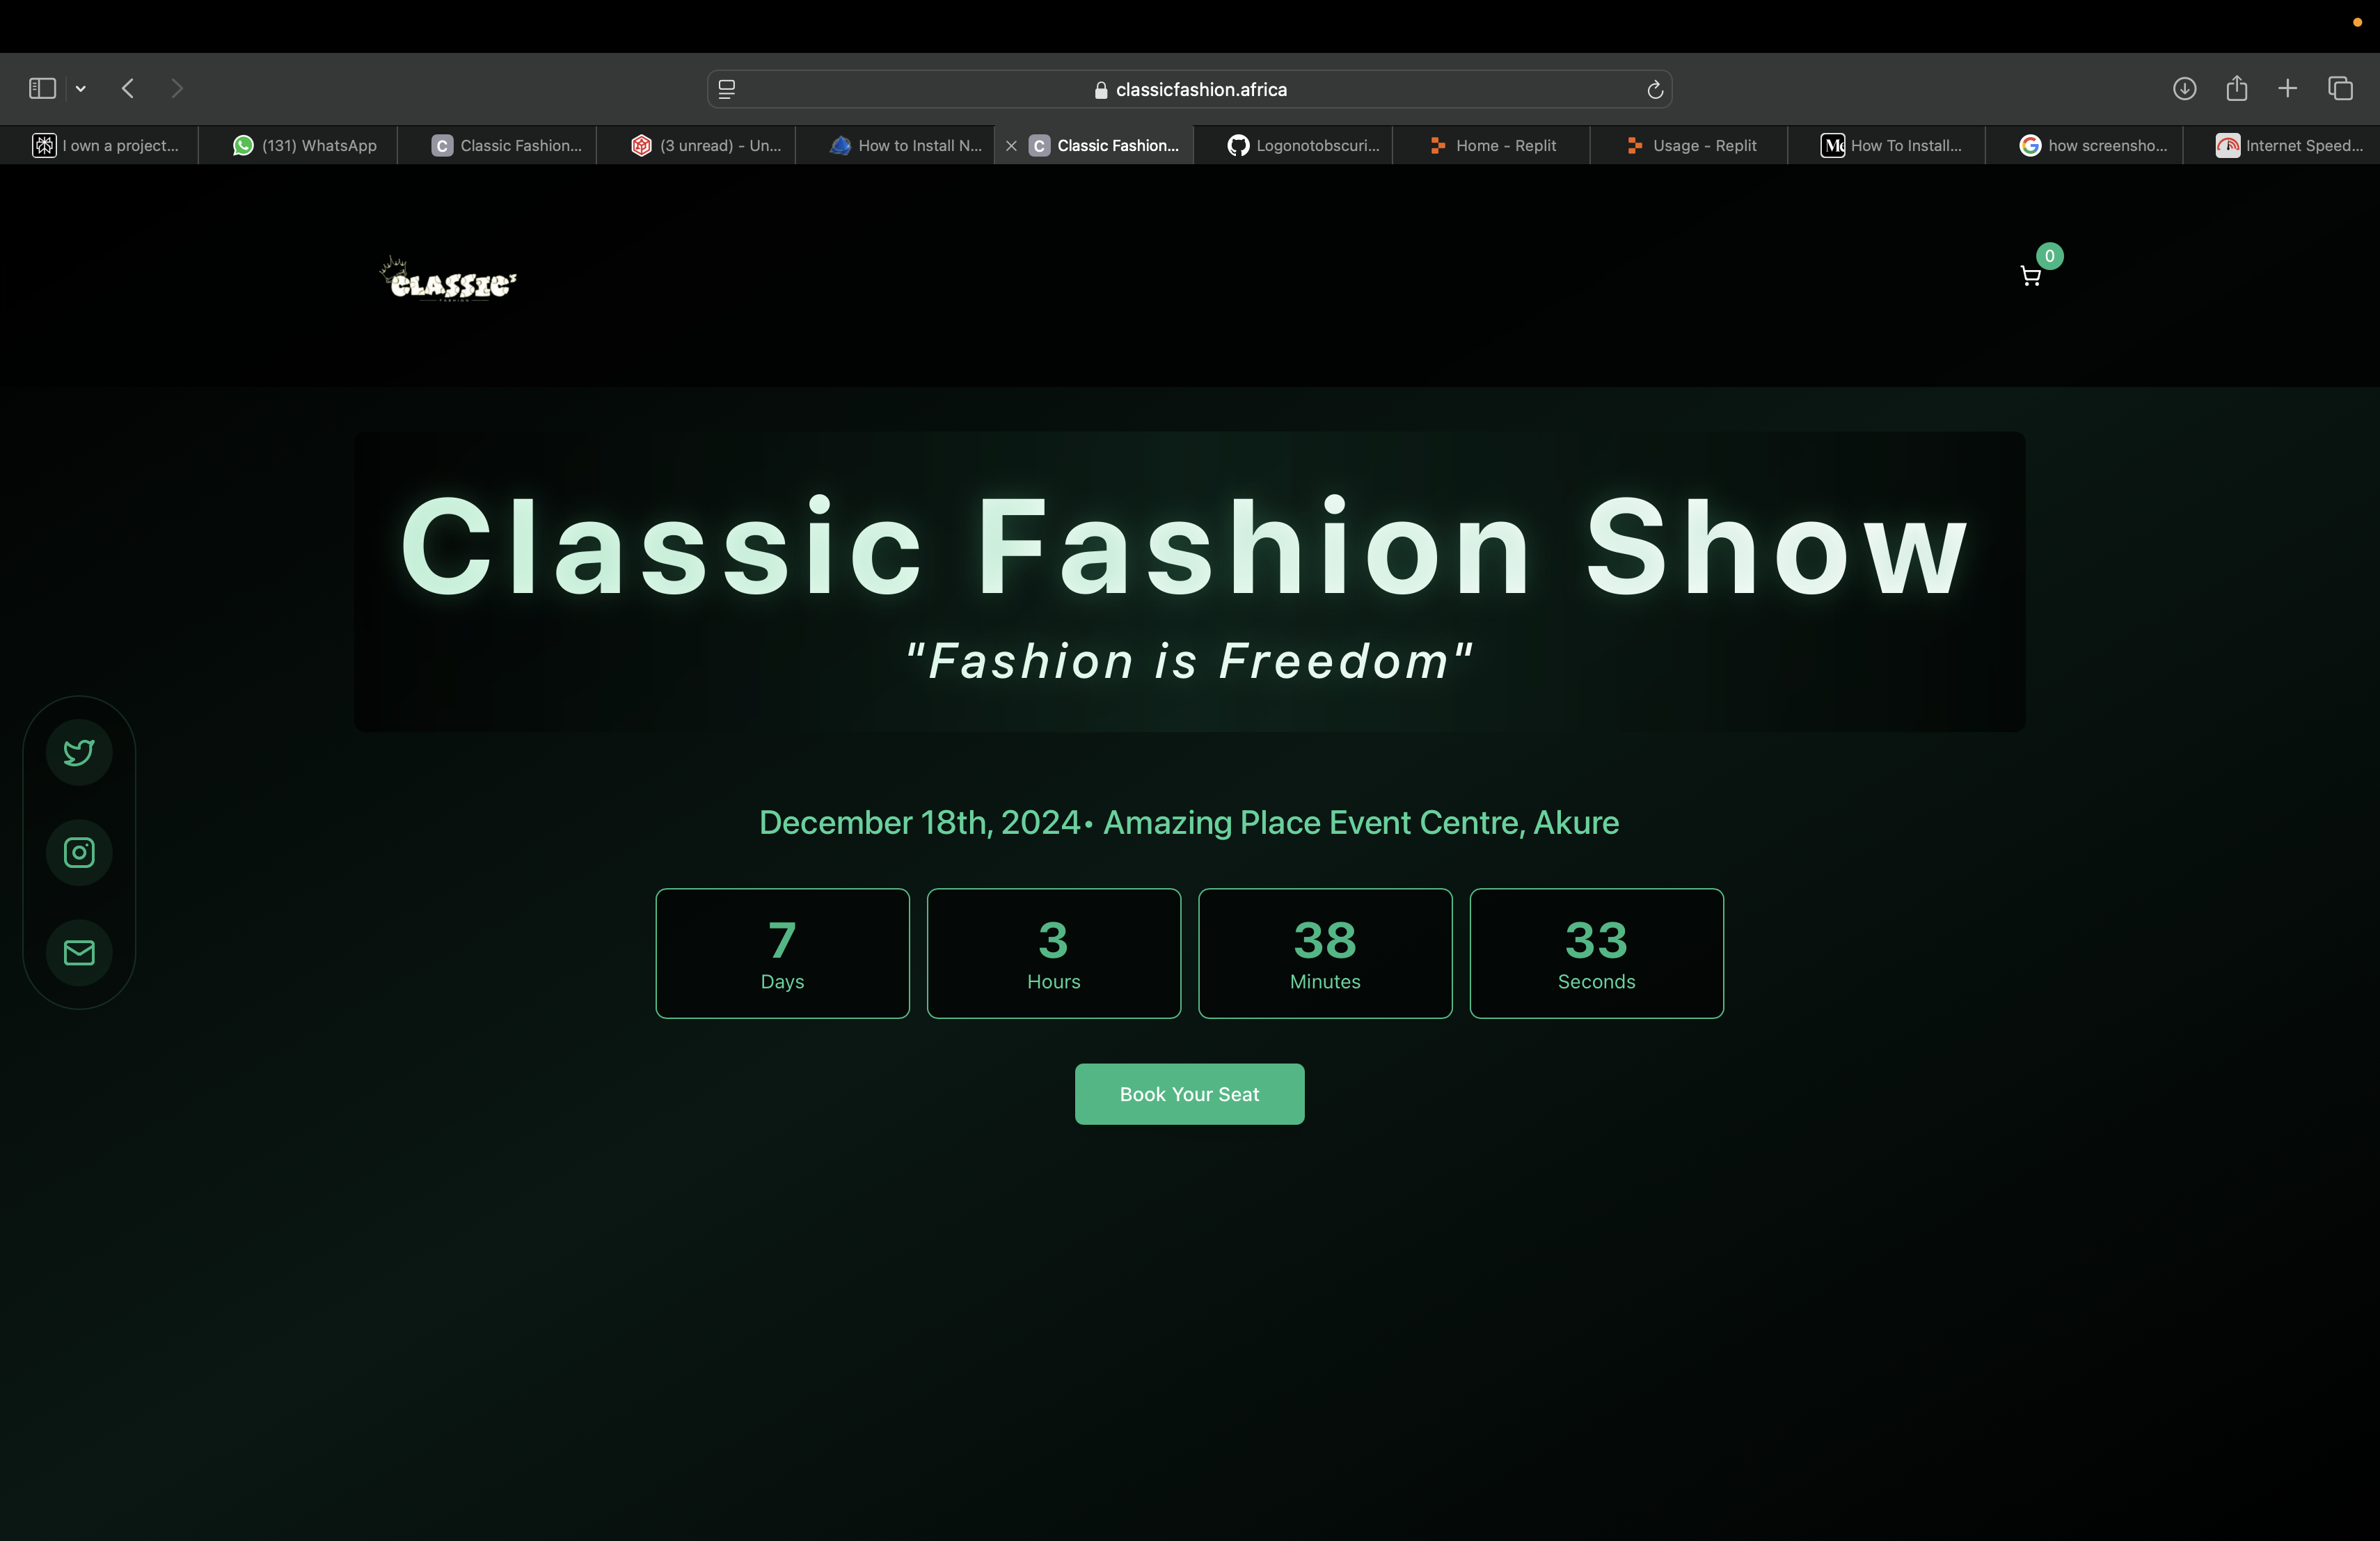 classicfashion.africa
I own a project...
(131) WhatsApp
C Classic Fashion...
(3 unread) - Un...
How to Install N...
C Classic Fashion...
Logonotobscuri...
Home - Replit
Usage - Replit
How To Install...
how screensho...
Internet Speed...
CLASSIC'S
FASHION
0
Classic Fashion Show
"Fashion is Freedom"
December 18th, 2024• Amazing Place Event Centre, Akure
7
Days
3
Hours
38
Minutes
33
Seconds
Book Your Seat